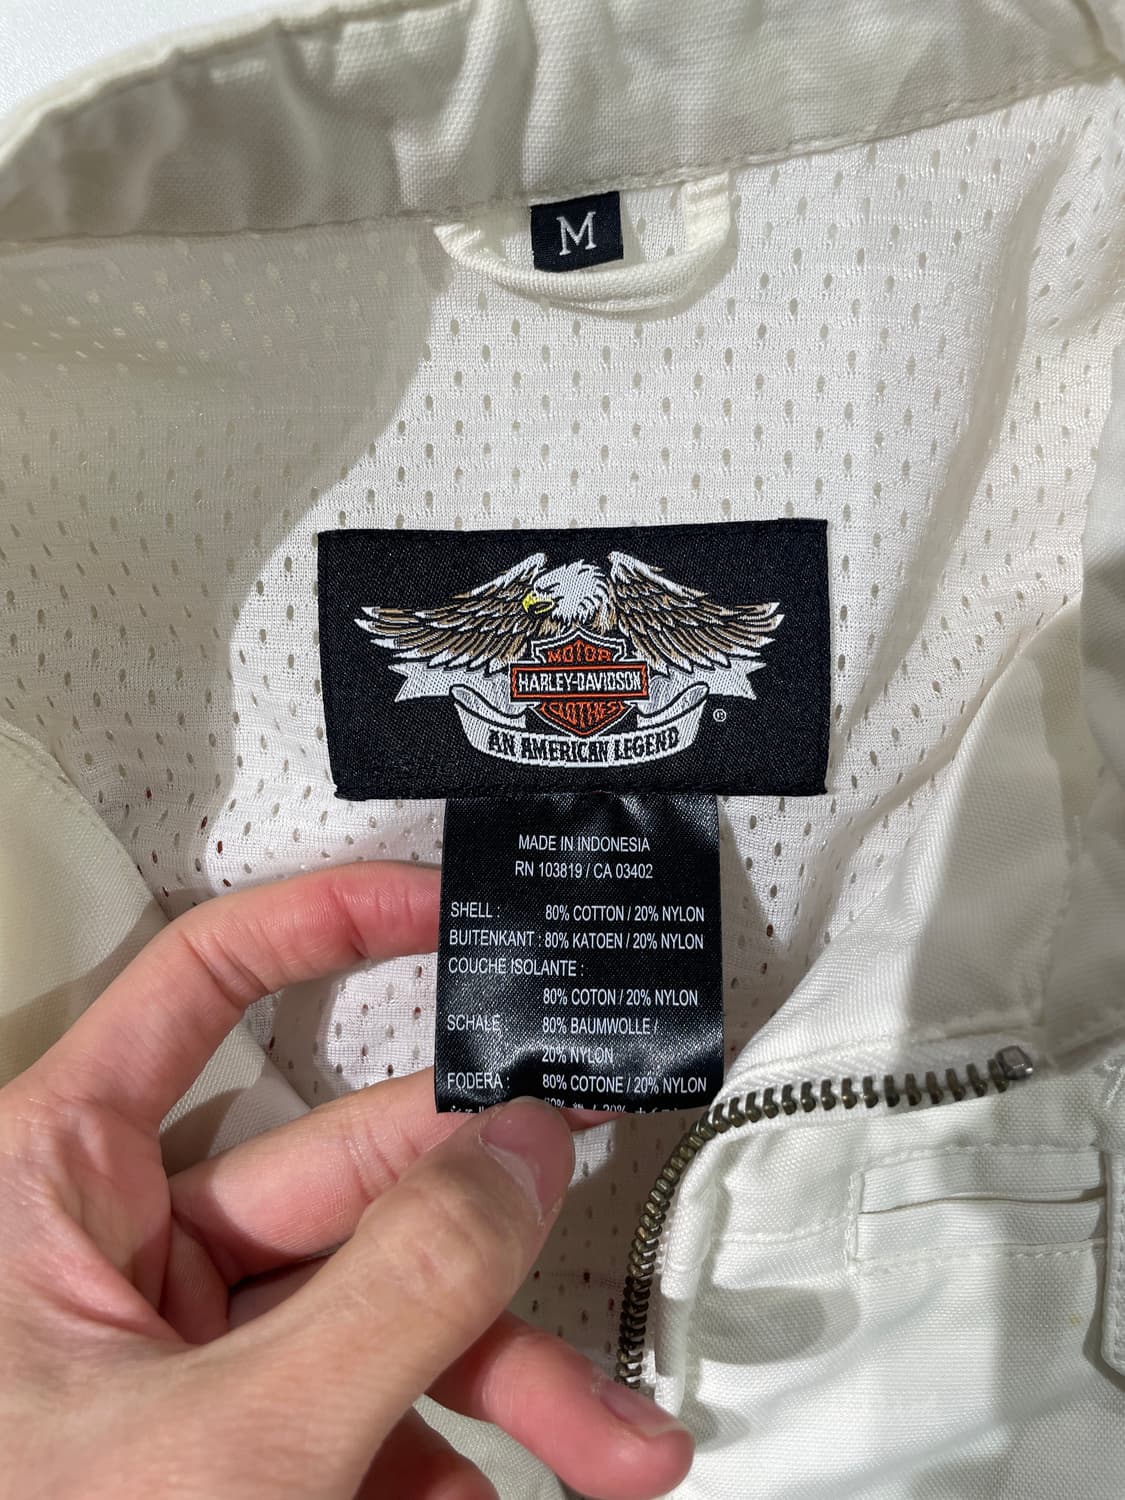 M
MOTOR
HARLEY-DAVIDSON
CLOTHES
AN AMERICAN LEGEND
®
MADE IN INDONESIA
RN 103819 / CA 03402
SHELL : 80% COTTON / 20% NYLON
BUITENKANT : 80% KATOEN / 20% NYLON
COUCHE ISOLANTE :
80% COTON / 20% NYLON
SCHALE : 80% BAUMWOLLE /
20% NYLON
FODERA : 80% COTONE / 20% NYLON